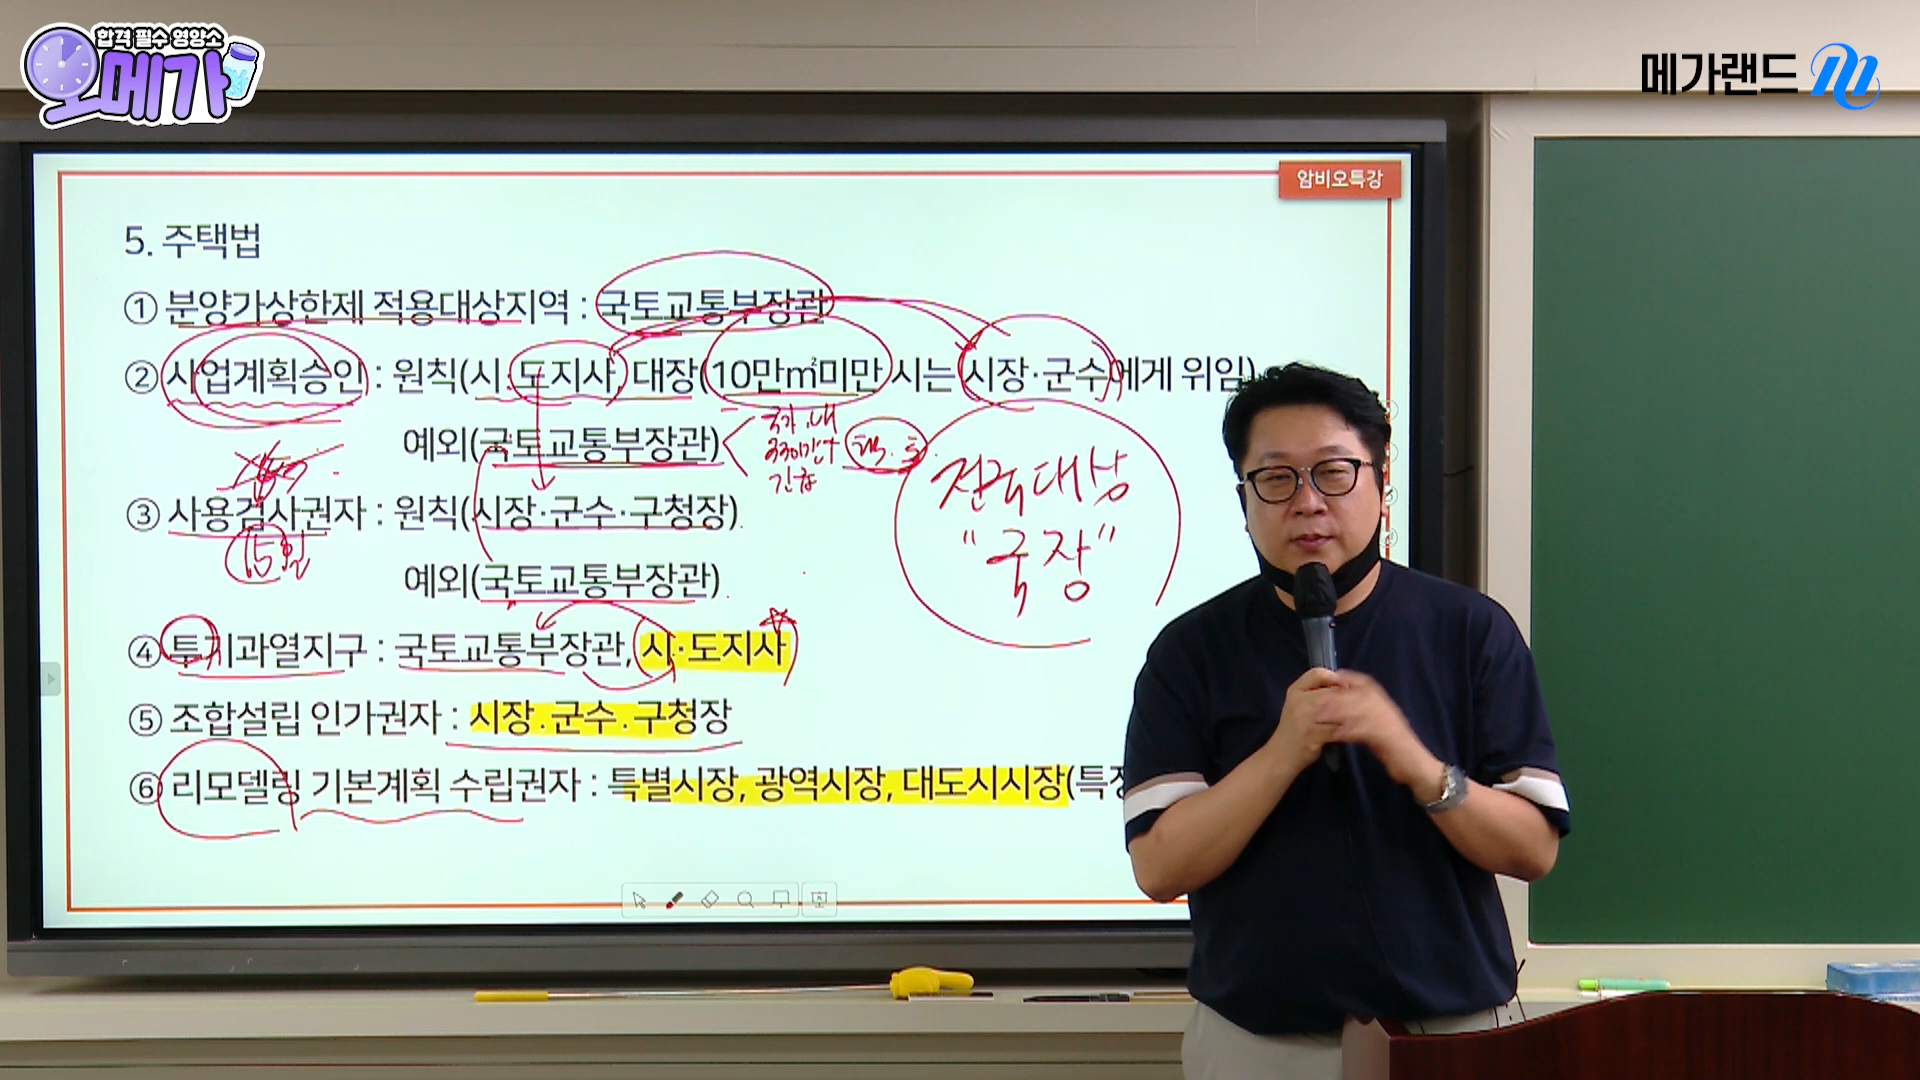 합격 필수 영양소
오메가
메가랜드
암비오특강
5. 주택법
① 분양가상한제 적용대상지역 : 국토교통부장관
② 사업계획승인 : 원칙(시·도지사, 대장(10만㎡미만 시는 시장·군수에게 위임)
예외(국토교통부장관)
국가
긴급
전국대상
"국장"
③ 사용검사권자 : 원칙(시장·군수·구청장)
15일
예외(국토교통부장관)
④ 투기과열지구 : 국토교통부장관, 시·도지사
⑤ 조합설립 인가권자 : 시장.군수.구청장
⑥ 리모델링 기본계획 수립권자 : 특별시장, 광역시장, 대도시시장(특